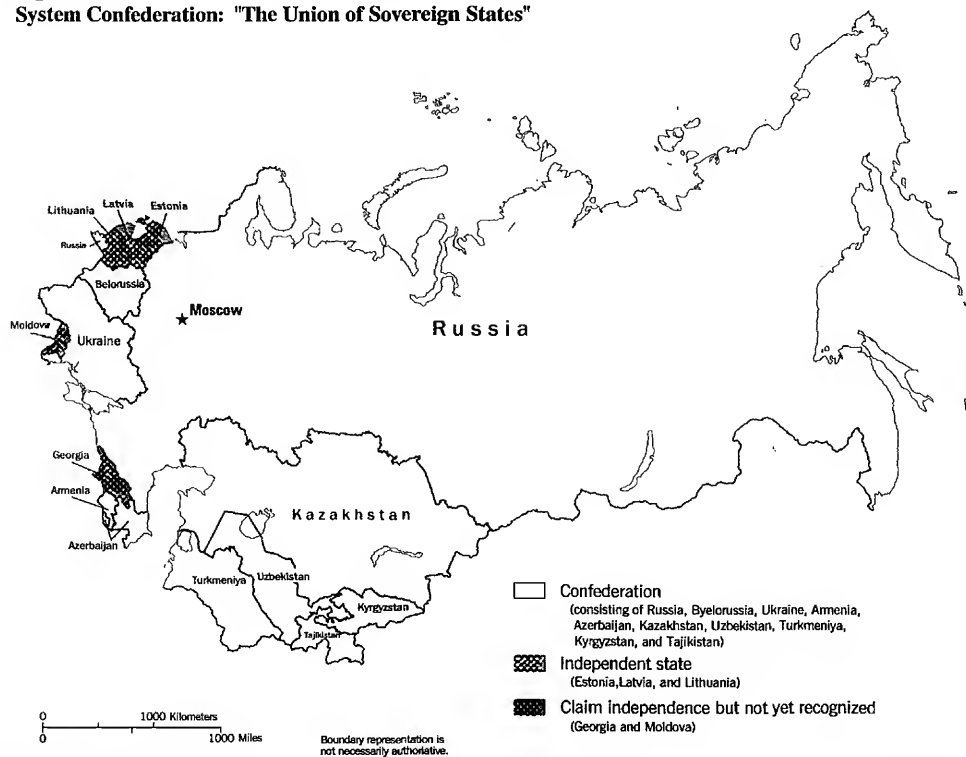 System Confederation: "The Union of Sovereign States"
Latvia
Estonia
Lithuania
Russia
Belorussia
Moscow
Russia
Moldova
Ukraine
Georgia
Armenia
Kazakhstan
Azerbaijan
Turkmeniya
Uzbekistan
Kyrgyzstan
Tajikistan
Confederation
(consisting of Russia, Byelorussia, Ukraine, Armenia,
Azerbaijan, Kazakhstan, Uzbekistan, Turkmeniya,
Kyrgyzstan, and Tajikistan)
Independent state
(Estonia,Latvia, and Lithuania)
Claim independence but not yet recognized
(Georgia and Moldova)
0 1000 Kilometers
0 1000 Miles
Boundary representation is
not necessarily authoritative.